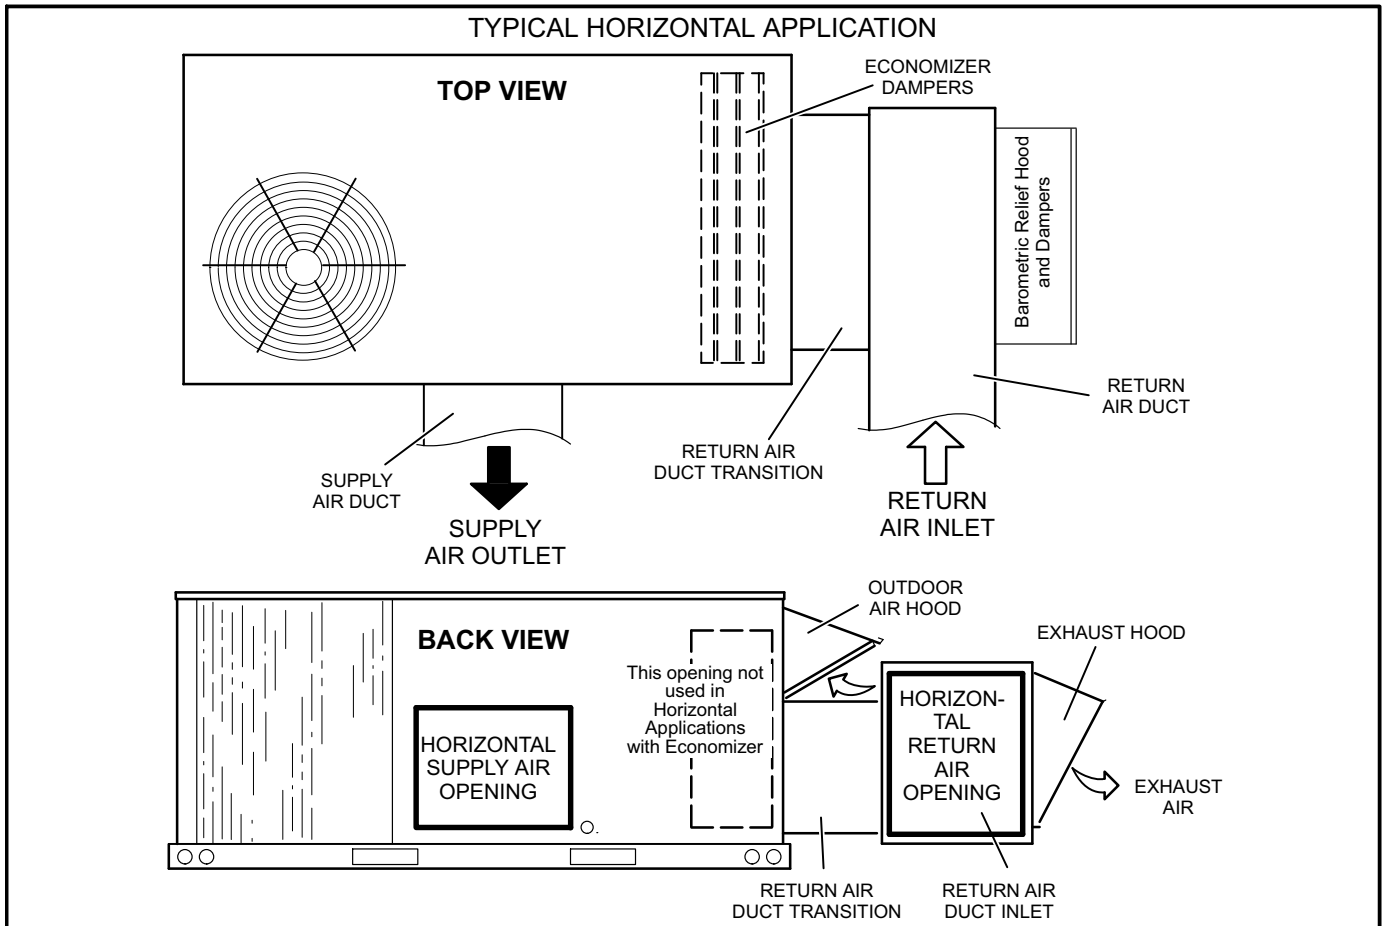 TYPICAL HORIZONTAL APPLICATION
TOP VIEW
ECONOMIZER
DAMPERS
Barometric Relief Hood
and Dampers
RETURN
AIR DUCT
RETURN AIR
DUCT TRANSITION
SUPPLY
AIR DUCT
SUPPLY
AIR OUTLET
RETURN
AIR INLET
BACK VIEW
OUTDOOR
AIR HOOD
EXHAUST HOOD
This opening not
used in
Horizontal
Applications
with Economizer
HORIZONTAL
SUPPLY AIR
OPENING
HORIZON-
TAL
RETURN
AIR
OPENING
EXHAUST
AIR
RETURN AIR
DUCT TRANSITION
RETURN AIR
DUCT INLET